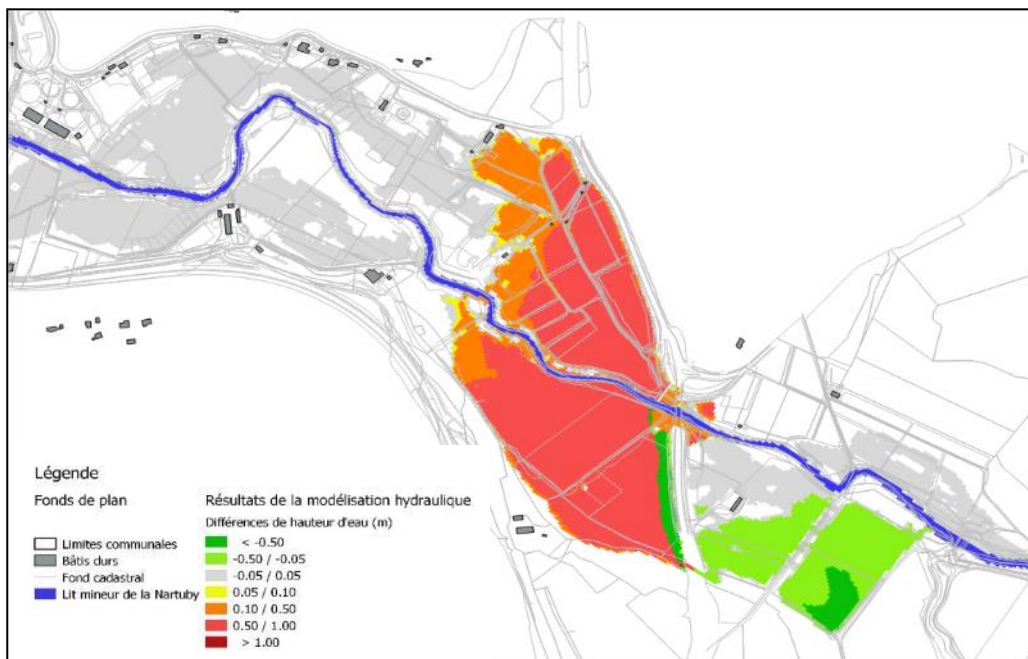 Légende
Fonds de plan
Limites communales
Bâtis durs
Fond cadastral
Lit mineur de la Nartuby
Résultats de la modélisation hydraulique
Différences de hauteur d'eau (m)
< -0.50
-0.50 / -0.05
-0.05 / 0.05
0.05 / 0.10
0.10 / 0.50
0.50 / 1.00
> 1.00